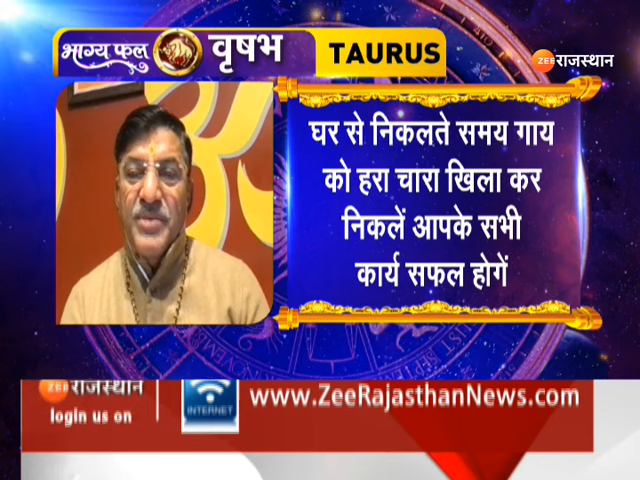 भाग्य फल
वृषभ
TAURUS
ZEE राजस्थान
घर से निकलते समय गाय
को हरा चारा खिला कर
निकलें आपके सभी
कार्य सफल होगें
ZEE राजस्थान
login us on
INTERNET
www.ZeeRajasthanNews.com